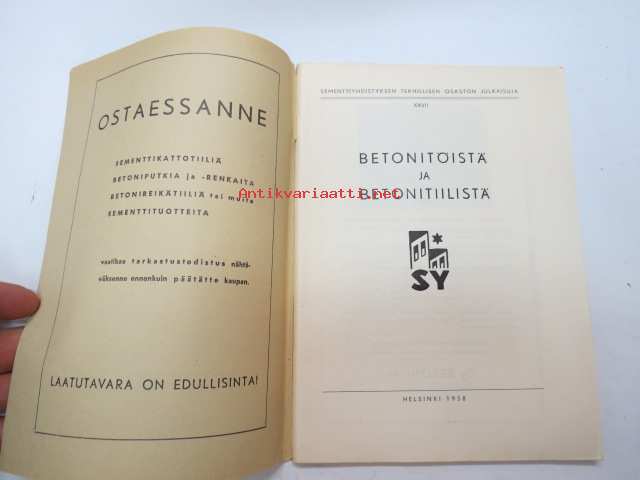 OSTAESSANNE
SEMENTTIKATTOTIILIÄ
BETONIPUTKIA ja -RENKAITA
BETONIREIKÄTIILIÄ tai muita
SEMENTTITUOTTEITA
vaatikaa tarkastustodistus nähtä-
väksenne ennenkuin päätätte kaupan.
LAATUTAVARA ON EDULLISINTA!
SEMENTTIYHDISTYKSEN TEKNILLISEN OSASTON JULKAISUJA
XXVII
BETONITÖISTÄ
JA
BETONITIILISTÄ
Antikvariaatti.net
SY
HELSINKI 1938